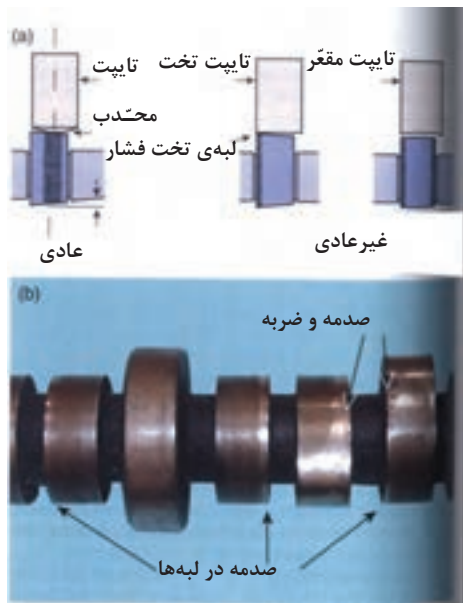 (a)
تایپت
تایپت تخت
تایپت مقعّر
محـّدب
لبه‌ی تخت فشار
عادی
غیرعادی
(b)
صدمه و ضربه
صدمه در لبه‌ها